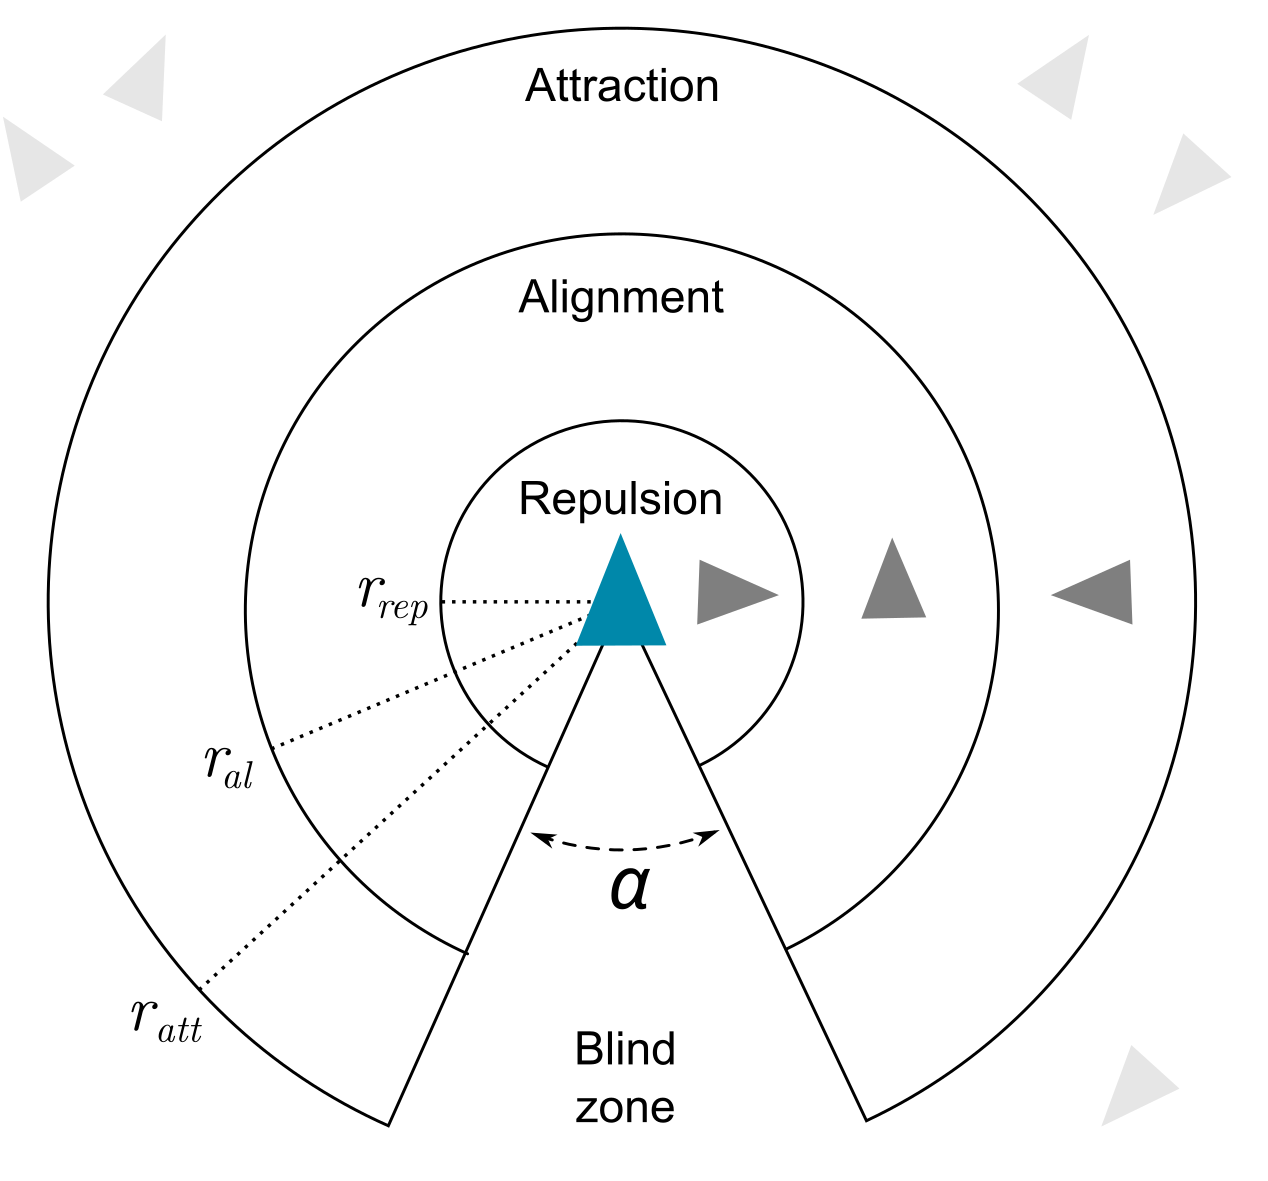 Attraction
Alignment
Repulsion
r_rep
r_al
α
r_att
Blind
zone